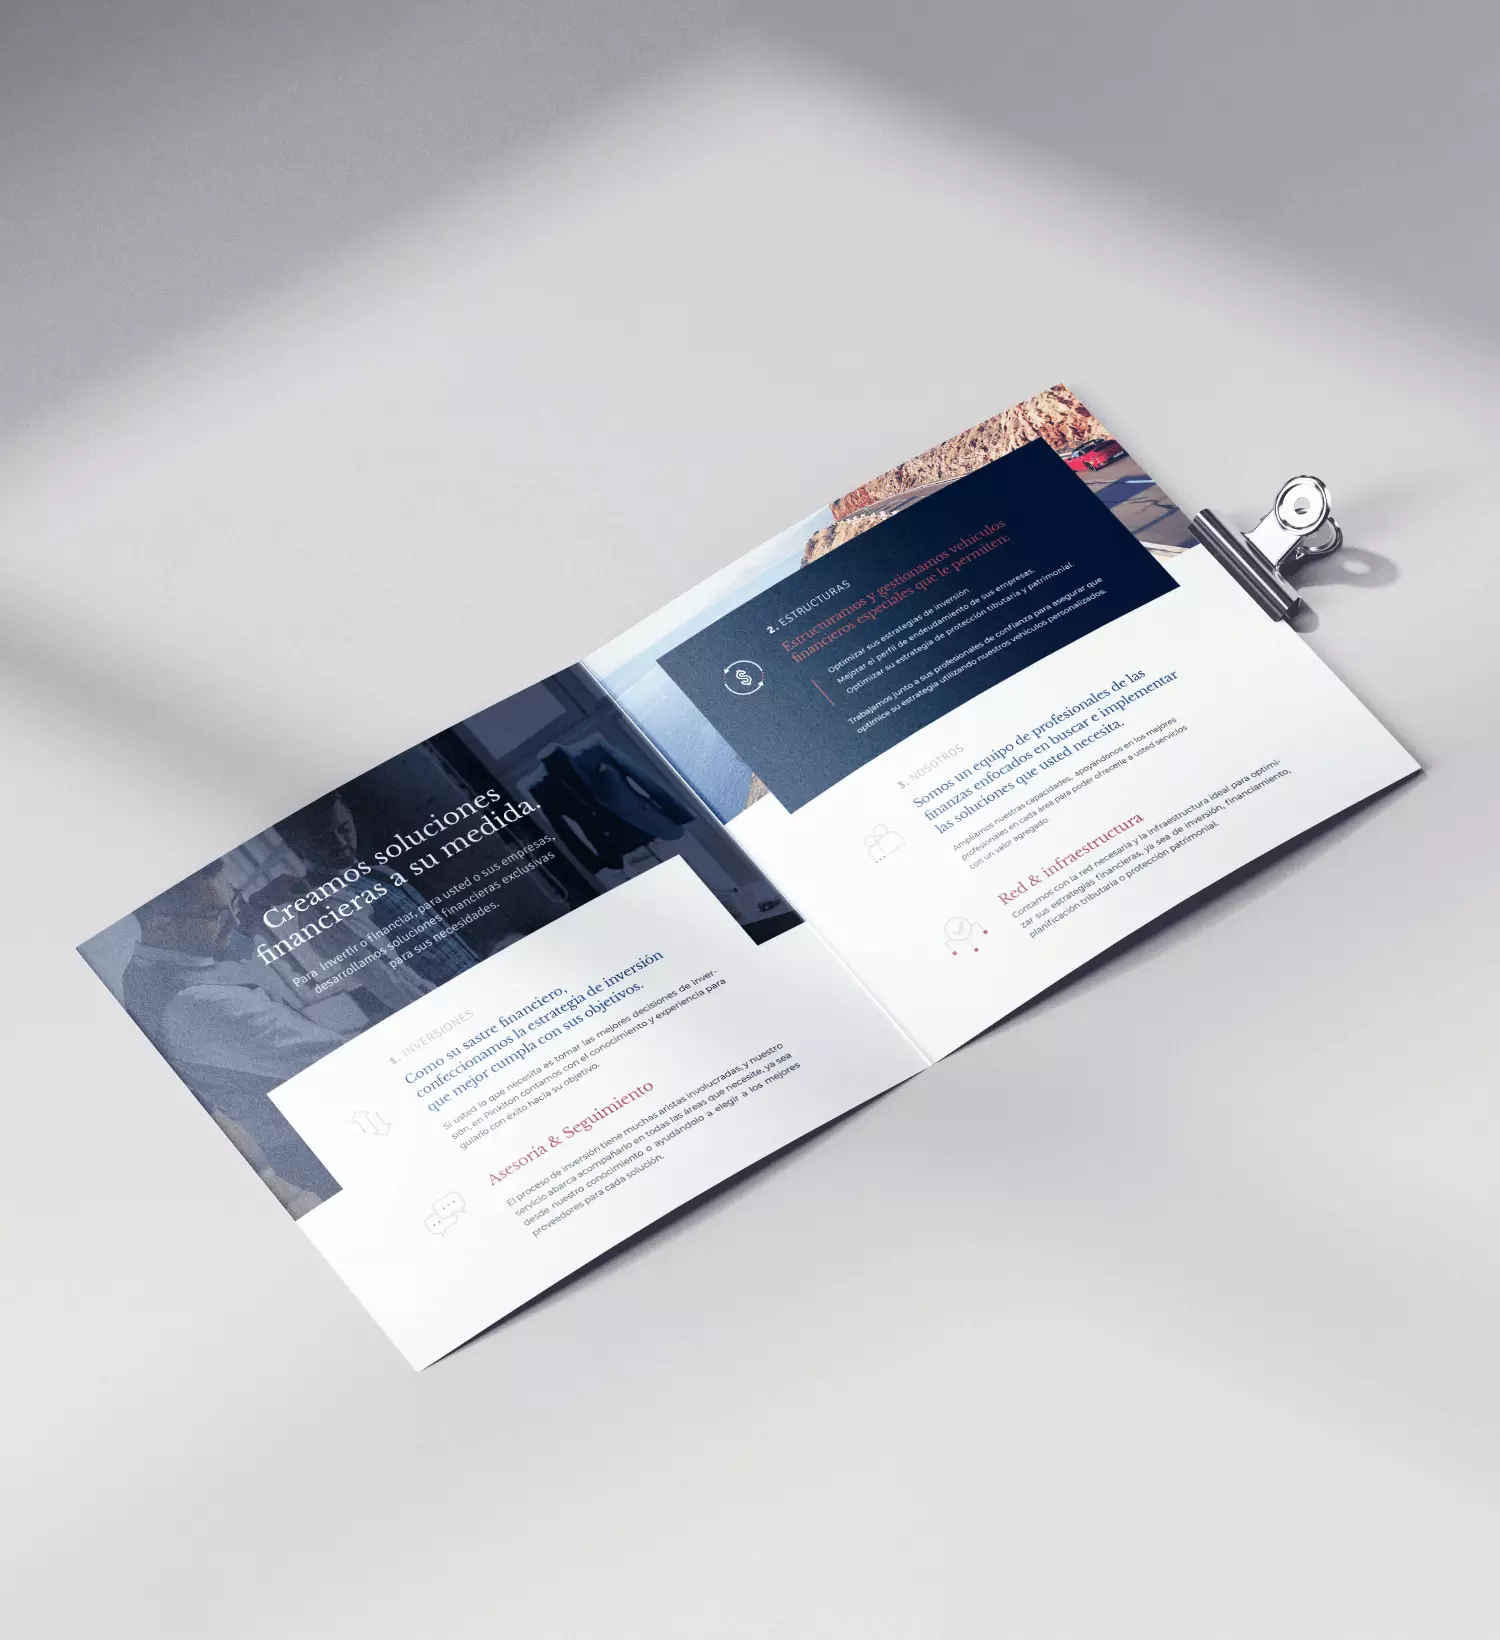 Creamos soluciones
financieras a su medida.
Para invertir o financiar, para usted o sus empresas,
desarrollamos soluciones financieras exclusivas
para sus necesidades.
1. INVERSIONES
Como su sastre financiero,
confeccionamos la estrategia de inversión
que mejor cumpla con sus objetivos.
Si usted lo que necesita es tomar las mejores decisiones de inver-
sión, en Pinkiton contamos con el conocimiento y experiencia para
guiarlo con éxito hacia su objetivo.
Asesoría & Seguimiento
El proceso de inversión tiene muchas aristas involucradas, y nuestro
servicio abarca acompañarlo en todas las áreas que necesite, ya sea
desde nuestro conocimiento o ayudándolo a elegir a los mejores
proveedores para cada solución.
2. ESTRUCTURAS
Estructuramos y gestionamos vehículos
financieros especiales que le permiten:
Optimizar sus estrategias de inversión
Mejorar el perfil de endeudamiento de sus empresas.
Optimizar su estrategia de protección tibutaria y patrimonial.
Trabajamos junto a sus profesionales de confianza para asegurar que
optimice su estrategia utilizando nuestros vehículos personalizados.
3. NOSOTROS
Somos un equipo de profesionales de las
finanzas enfocados en buscar e implementar
las soluciones que usted necesita.
Ampliamos nuestras capacidades, apoyándonos en los mejores
profesionales en cada área para poder ofrecerle a usted servicios
con un valor agregado.
Red & infraestructura
Contamos con la red necesaria y la infraestructura ideal para optimi-
zar sus estrategias financieras, ya sea de inversión, financiamiento,
planificación tributaria o protección patrimonial.